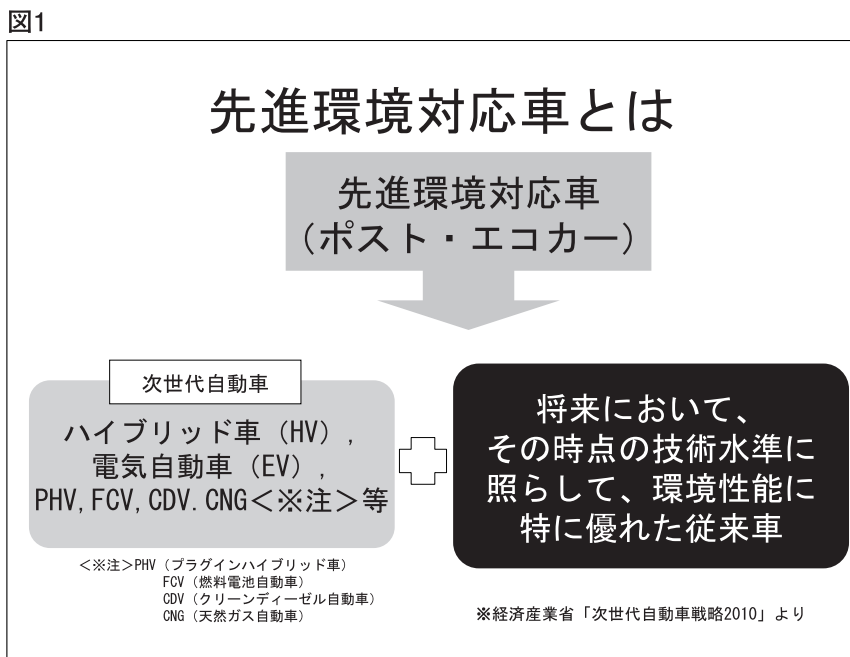 図1
先進環境対応車とは
先進環境対応車
（ポスト・エコカー）
次世代自動車
ハイブリッド車（HV）,
電気自動車（EV）,
PHV,FCV,CDV.CNG＜※注＞等
将来において、
その時点の技術水準に
照らして、環境性能に
特に優れた従来車
＜※注＞PHV（プラグインハイブリッド車）
FCV（燃料電池自動車）
CDV（クリーンディーゼル自動車）
CNG（天然ガス自動車）
※経済産業省「次世代自動車戦略2010」より